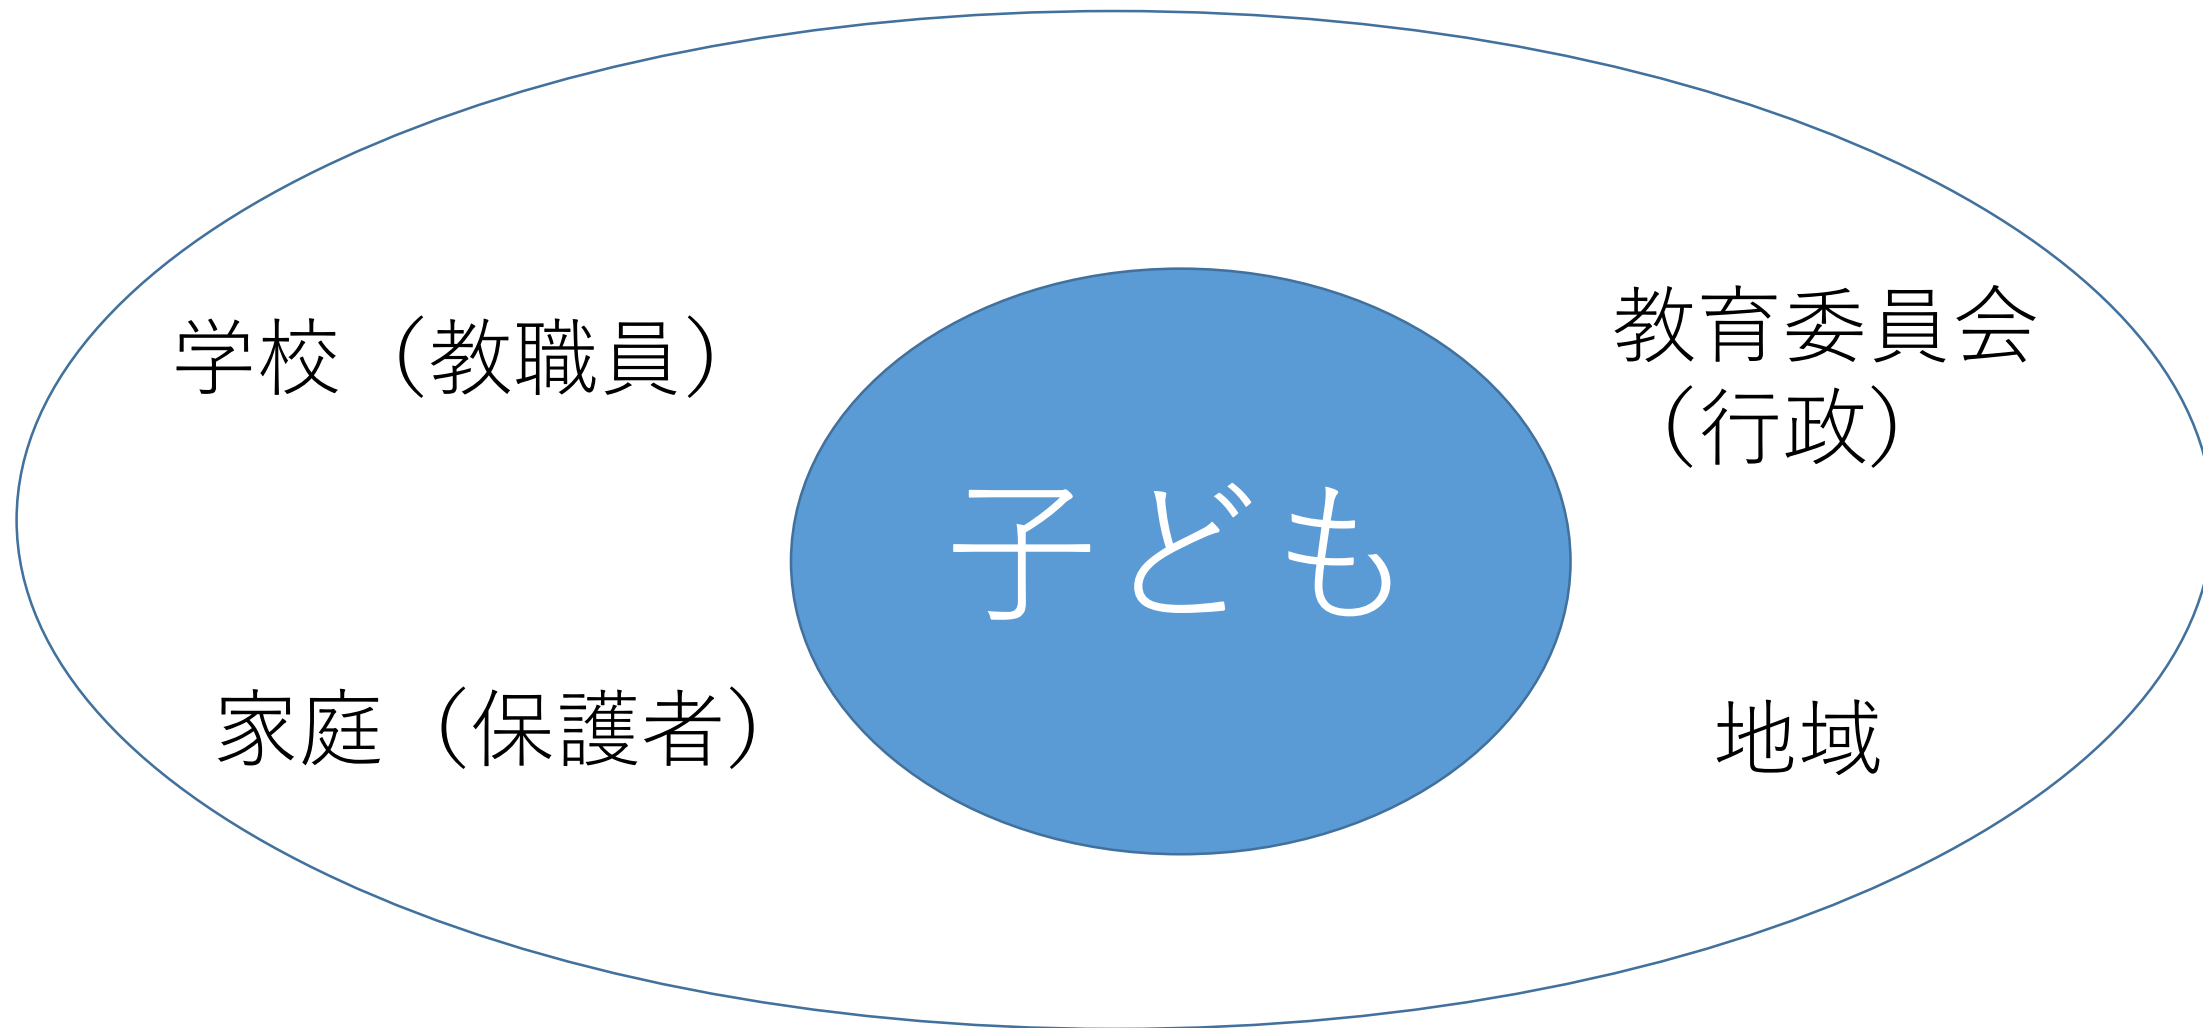 学校（教職員）
教育委員会
（行政）
子ども
家庭（保護者）
地域